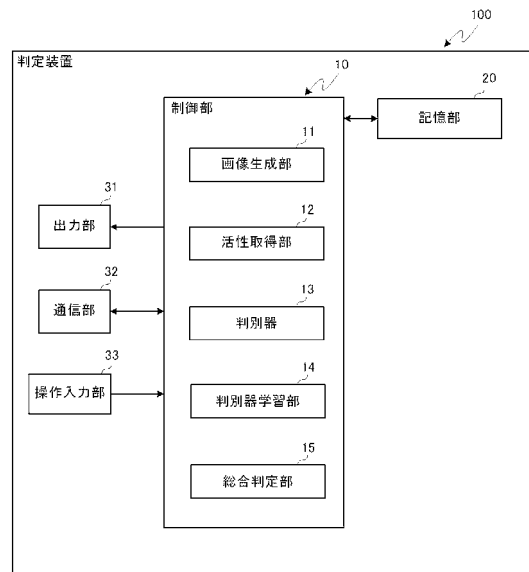 100
判定装置
10
制御部
20
記憶部
11
画像生成部
31
出力部
12
活性取得部
32
通信部
13
判別器
33
操作入力部
14
判別器学習部
15
総合判定部